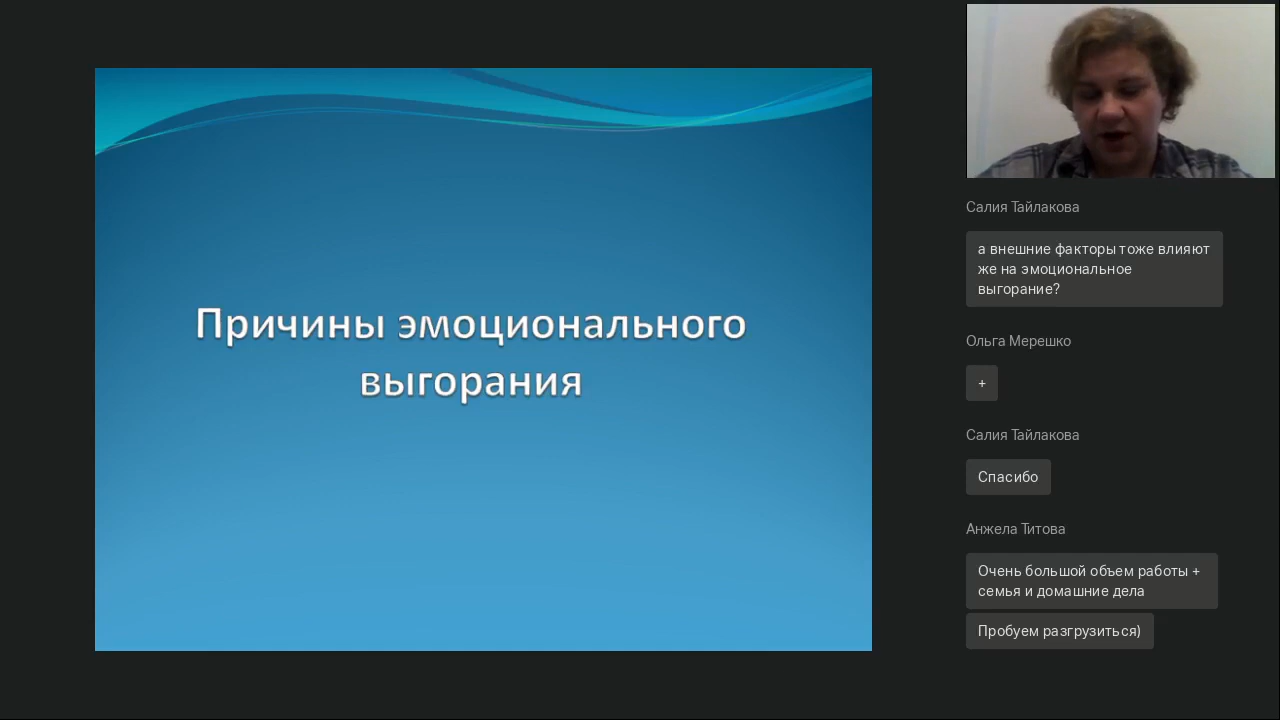 Причины эмоционального
выгорания
Салия Тайлакова
а внешние факторы тоже влияют
же на эмоциональное
выгорание?
Ольга Мерешко
+
Салия Тайлакова
Спасибо
Анжела Титова
Очень большой объем работы +
семья и домашние дела
Пробуем разгрузиться)